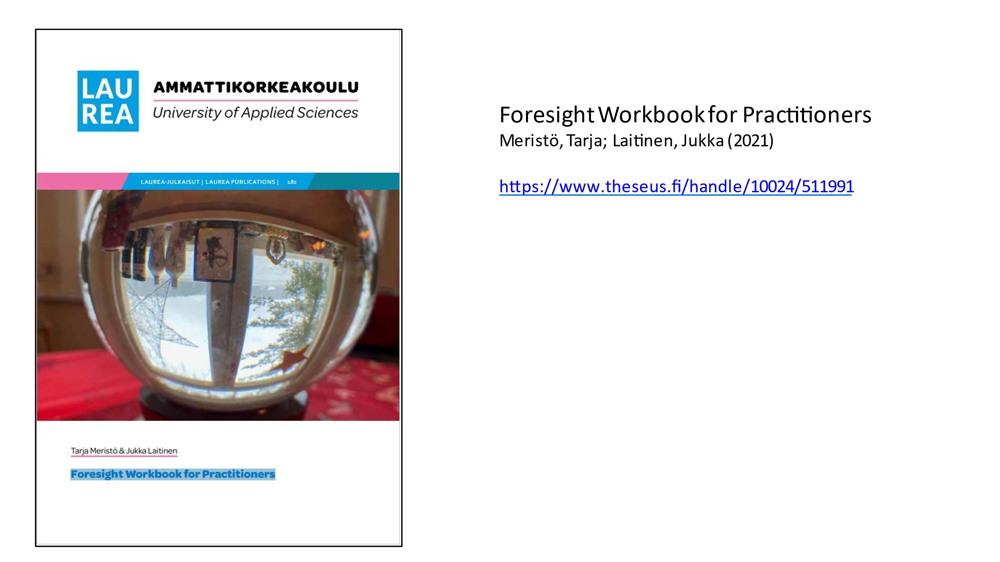 LAU
REA
AMMATTIKORKEAKOULU
University of Applied Sciences
LAUREA-JULKAISUT | LAUREA PUBLICATIONS | 182
Tarja Meristö & Jukka Laitinen
Foresight Workbook for Practitioners
Foresight Workbook for Practitioners
Meristö, Tarja; Laitinen, Jukka (2021)
https://www.theseus.fi/handle/10024/511991